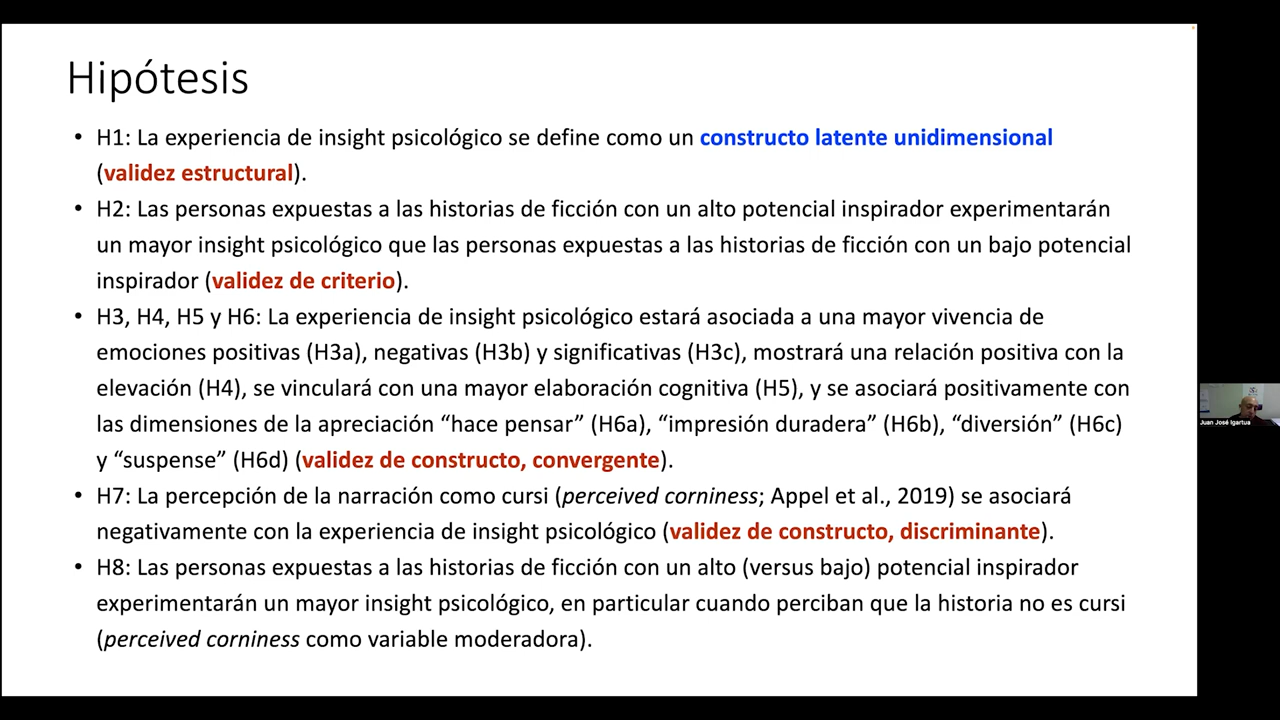 Hipótesis
• H1: La experiencia de insight psicológico se define como un constructo latente unidimensional
(validez estructural).
• H2: Las personas expuestas a las historias de ficción con un alto potencial inspirador experimentarán
un mayor insight psicológico que las personas expuestas a las historias de ficción con un bajo potencial
inspirador (validez de criterio).
• H3, H4, H5 y H6: La experiencia de insight psicológico estará asociada a una mayor vivencia de
emociones positivas (H3a), negativas (H3b) y significativas (H3c), mostrará una relación positiva con la
elevación (H4), se vinculará con una mayor elaboración cognitiva (H5), y se asociará positivamente con
las dimensiones de la apreciación “hace pensar” (H6a), “impresión duradera” (H6b), “diversión” (H6c)
y “suspense” (H6d) (validez de constructo, convergente).
• H7: La percepción de la narración como cursi (perceived corniness; Appel et al., 2019) se asociará
negativamente con la experiencia de insight psicológico (validez de constructo, discriminante).
• H8: Las personas expuestas a las historias de ficción con un alto (versus bajo) potencial inspirador
experimentarán un mayor insight psicológico, en particular cuando perciban que la historia no es cursi
(perceived corniness como variable moderadora).
Juan José Igartua